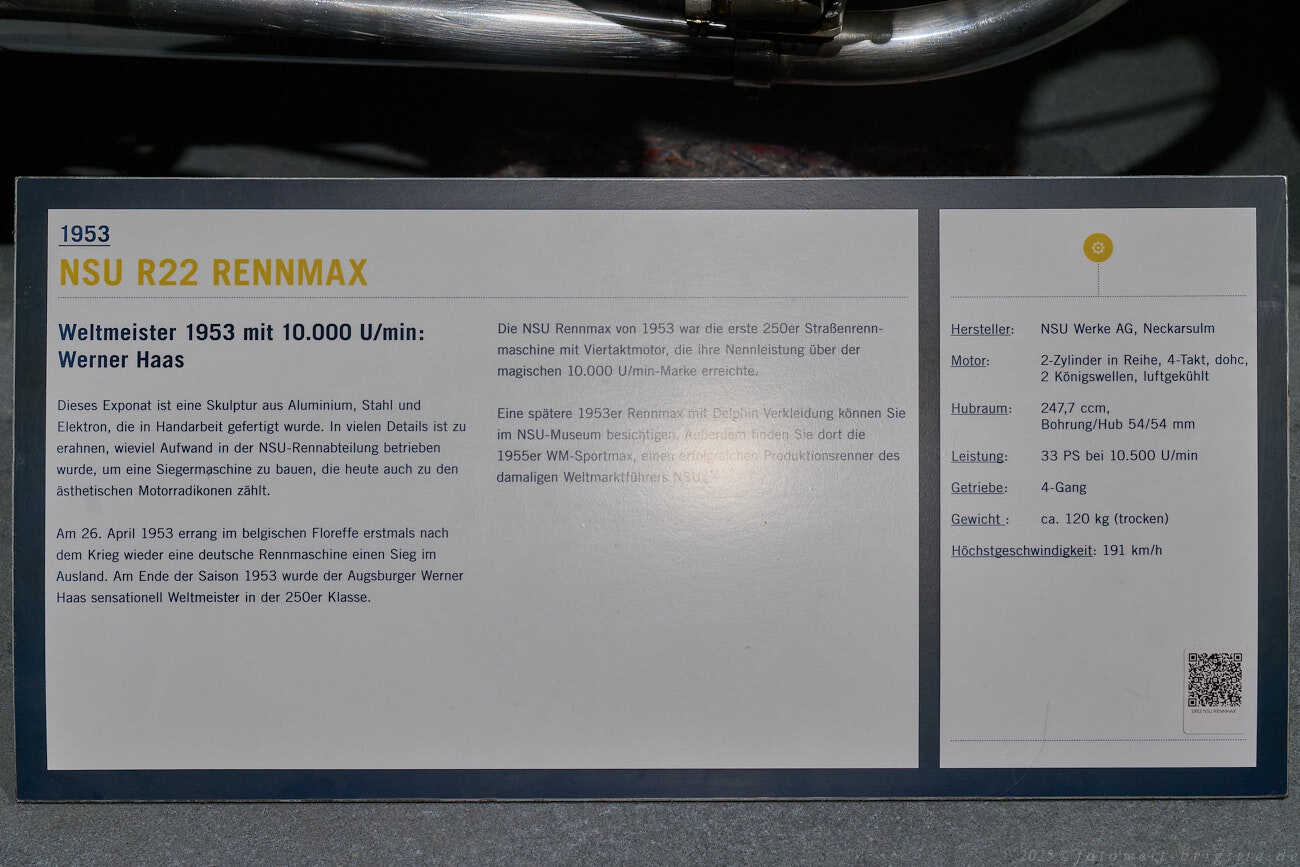 1953
NSU R22 RENNMAX
Weltmeister 1953 mit 10.000 U/min:
Werner Haas
Dieses Exponat ist eine Skulptur aus Aluminium, Stahl und
Elektron, die in Handarbeit gefertigt wurde. In vielen Details ist zu
erahnen, wieviel Aufwand in der NSU-Rennabteilung betrieben
wurde, um eine Siegermaschine zu bauen, die heute auch zu den
ästhetischen Motorradikonen zählt.
Am 26. April 1953 errang im belgischen Floreffe erstmals nach
dem Krieg wieder eine deutsche Rennmaschine einen Sieg im
Ausland. Am Ende der Saison 1953 wurde der Augsburger Werner
Haas sensationell Weltmeister in der 250er Klasse.
Die NSU Rennmax von 1953 war die erste 250er Straßenrenn-
maschine mit Viertaktmotor, die ihre Nennleistung über der
magischen 10.000 U/min-Marke erreichte.
Eine spätere 1953er Rennmax mit Delphin-Verkleidung können Sie
im NSU-Museum besichtigen. Außerdem finden Sie dort die
1955er WM-Sportmax, einen erfolgreichen Produktionsrenner des
damaligen Weltmarktführers NSU.
Hersteller: NSU Werke AG, Neckarsulm
Motor: 2-Zylinder in Reihe, 4-Takt, dohc,
2 Königswellen, luftgekühlt
Hubraum: 247,7 ccm,
Bohrung/Hub 54/54 mm
Leistung: 33 PS bei 10.500 U/min
Getriebe: 4-Gang
Gewicht : ca. 120 kg (trocken)
Höchstgeschwindigkeit: 191 km/h
NSU RENNMAX